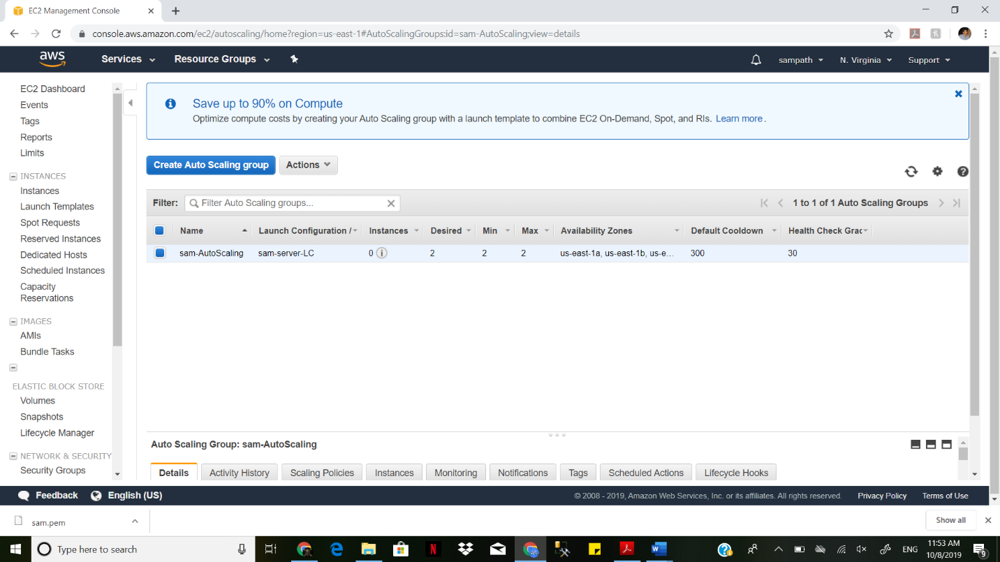 EC2 Management Console
console.aws.amazon.com/ec2/autoscaling/home?region=us-east-1#AutoScalingGroups:id=sam-AutoScaling;view=details
aws Services Resource Groups sampath N. Virginia Support
EC2 Dashboard
Events
Tags
Reports
Limits
INSTANCES
Instances
Launch Templates
Spot Requests
Reserved Instances
Dedicated Hosts
Scheduled Instances
Capacity
Reservations
IMAGES
AMIs
Bundle Tasks
ELASTIC BLOCK STORE
Volumes
Snapshots
Lifecycle Manager
NETWORK & SECURITY
Security Groups
Save up to 90% on Compute
Optimize compute costs by creating your Auto Scaling group with a launch template to combine EC2 On-Demand, Spot, and RIs. Learn more.
Create Auto Scaling group Actions
Filter: Filter Auto Scaling groups... 1 to 1 of 1 Auto Scaling Groups
Name Launch Configuration / Instances Desired Min Max Availability Zones Default Cooldown Health Check Grac
sam-AutoScaling sam-server-LC 0 2 2 2 us-east-1a, us-east-1b, us-e... 300 30
Auto Scaling Group: sam-AutoScaling
Details Activity History Scaling Policies Instances Monitoring Notifications Tags Scheduled Actions Lifecycle Hooks
Feedback English (US) © 2008 - 2019, Amazon Web Services, Inc. or its affiliates. All rights reserved. Privacy Policy Terms of Use
sam.pem Show all
Type here to search ENG 11:53 AM
10/8/2019 9